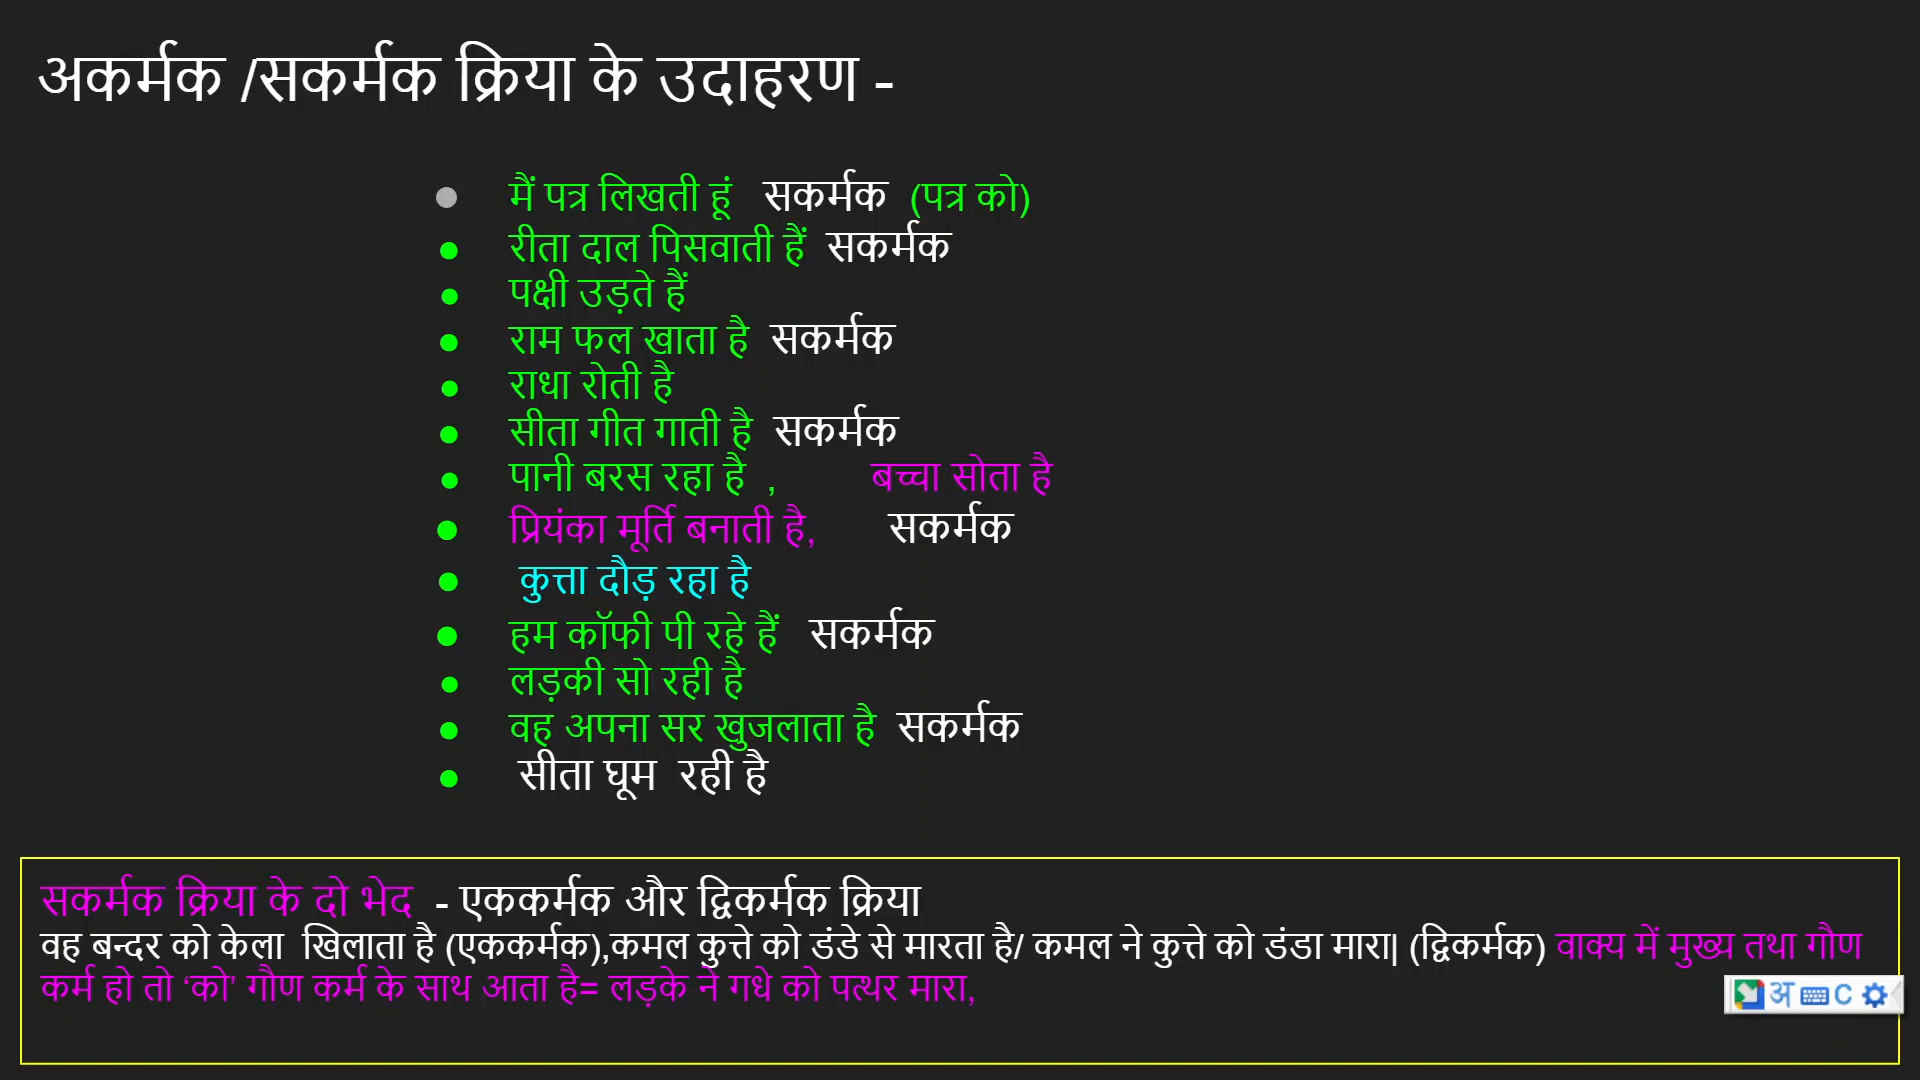 अकर्मक /सकर्मक क्रिया के उदाहरण -
मैं पत्र लिखती हूं सकर्मक (पत्र को)
रीता दाल पिसवाती हैं सकर्मक
पक्षी उड़ते हैं
राम फल खाता है सकर्मक
राधा रोती है
सीता गीत गाती है सकर्मक
पानी बरस रहा है , बच्चा सोता है
प्रियंका मूर्ति बनाती है, सकर्मक
कुत्ता दौड़ रहा है
हम कॉफी पी रहे हैं सकर्मक
लड़की सो रही है
वह अपना सर खुजलाता है सकर्मक
सीता घूम रही है
सकर्मक क्रिया के दो भेद - एककर्मक और द्विकर्मक क्रिया
वह बन्दर को केला खिलाता है (एककर्मक),कमल कुत्ते को डंडे से मारता है/ कमल ने कुत्ते को डंडा मारा| (द्विकर्मक) वाक्य में मुख्य तथा गौण
कर्म हो तो ‘को’ गौण कर्म के साथ आता है= लड़के ने गधे को पत्थर मारा,
अ C